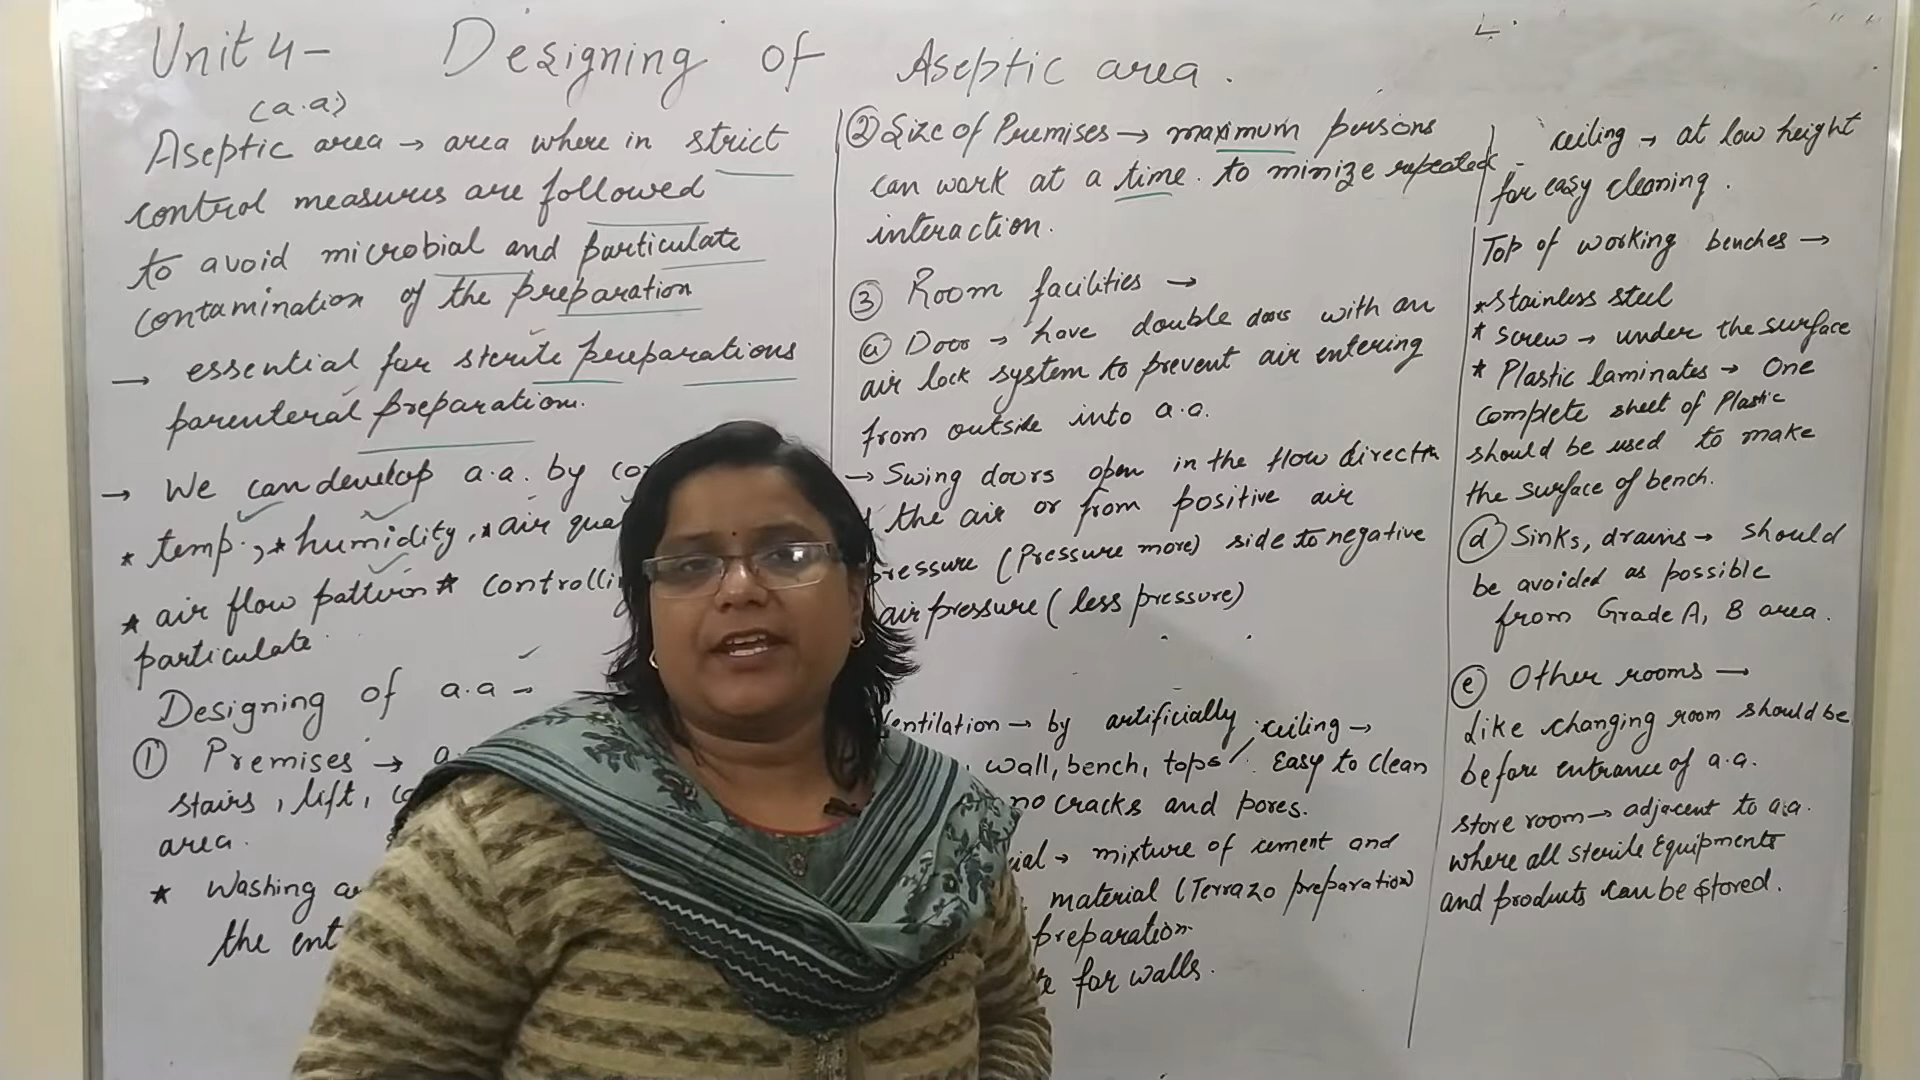 Unit 4 - Designing of Aseptic area.
(a.a)
Aseptic area → area where in strict
control measures are followed
to avoid microbial and particulate
contamination of the preparation
→ essential for sterile preparations
parenteral preparation.
→ We can develop a.a. by
* temp., * humidity, * air
* air flow pattern *
particulate
Designing of a.a -
① Premises →
stairs, lift,
area.
* Washing
the
② Size of Premises → maximum persons
can work at a time. to minize repeated
interaction.
③ Room facilities →
ⓐ Door → have double doors with an
air lock system to prevent air entering
from outside into a.a.
→ Swing doors open in the flow directn
the air or from positive air
pressure (Pressure more) side to negative
air pressure (less pressure)
Ventilation → by artificially
ceiling →
wall, bench, tops Easy to clean
no cracks and pores.
→ mixture of cement and
material (Terrazo preparation)
preparation
for walls.
ceiling → at low height
for easy cleaning.
Top of working benches →
* stainless steel
* screw → under the surface
* Plastic laminates → One
complete sheet of Plastic
should be used to make
the surface of bench.
ⓓ Sinks, drains → should
be avoided as possible
from Grade A, B area.
ⓔ Other rooms →
Like changing room should be
before entrance of a.a.
store room → adjacent to a.a.
where all sterile Equipments
and products can be stored.